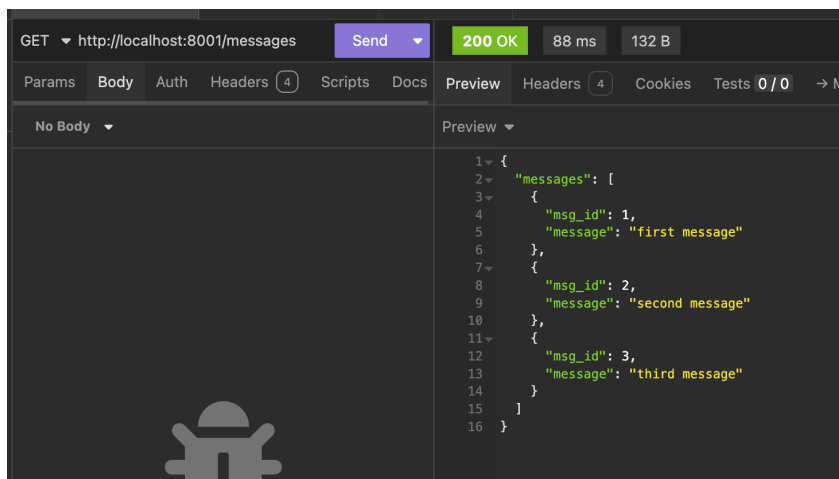 GET http://localhost:8001/messages Send
200 OK 88 ms 132 B
Params Body Auth Headers 4 Scripts Docs
Preview Headers 4 Cookies Tests 0 / 0 → M
No Body
Preview
1 {
2 "messages": [
3 {
4 "msg_id": 1,
5 "message": "first message"
6 },
7 {
8 "msg_id": 2,
9 "message": "second message"
10 },
11 {
12 "msg_id": 3,
13 "message": "third message"
14 }
15 ]
16 }